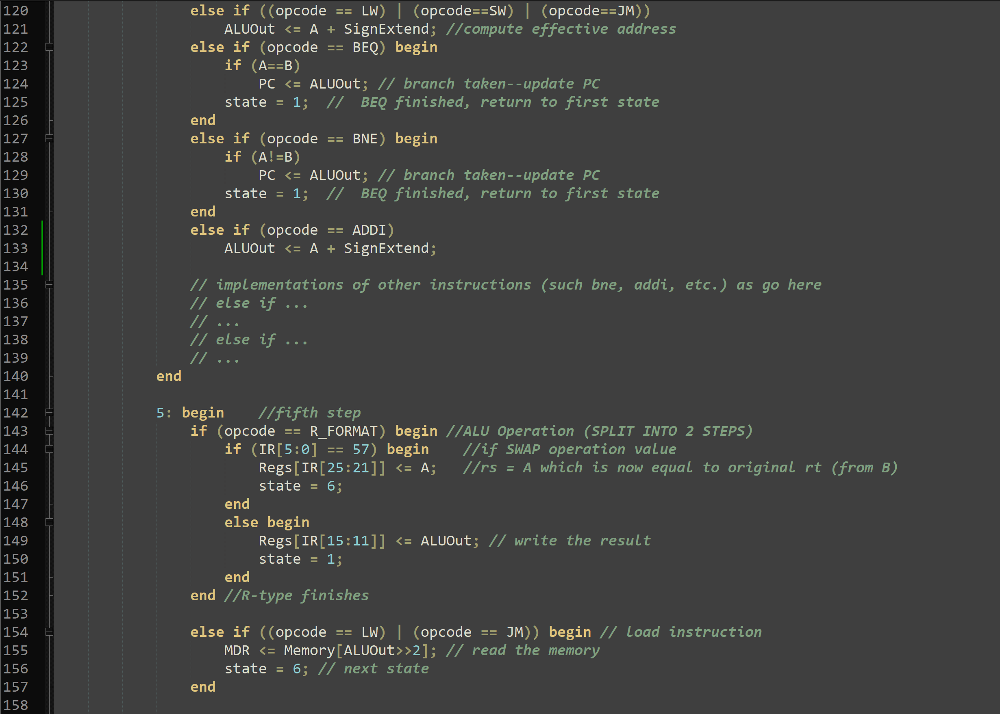 120 else if ((opcode == LW) | (opcode==SW) | (opcode==JM))
121 ALUOut <= A + SignExtend; //compute effective address
122 else if (opcode == BEQ) begin
123 if (A==B)
124 PC <= ALUOut; // branch taken--update PC
125 state = 1;  //  BEQ finished, return to first state
126 end
127 else if (opcode == BNE) begin
128 if (A!=B)
129 PC <= ALUOut; // branch taken--update PC
130 state = 1;  //  BEQ finished, return to first state
131 end
132 else if (opcode == ADDI)
133 ALUOut <= A + SignExtend;
134
135 // implementations of other instructions (such bne, addi, etc.) as go here
136 // else if ...
137 // ...
138 // else if ...
139 // ...
140 end
141
142 5: begin    //fifth step
143 if (opcode == R_FORMAT) begin //ALU Operation (SPLIT INTO 2 STEPS)
144 if (IR[5:0] == 57) begin    //if SWAP operation value
145 Regs[IR[25:21]] <= A;   //rs = A which is now equal to original rt (from B)
146 state = 6;
147 end
148 else begin
149 Regs[IR[15:11]] <= ALUOut; // write the result
150 state = 1;
151 end
152 end //R-type finishes
153
154 else if ((opcode == LW) | (opcode == JM)) begin // load instruction
155 MDR <= Memory[ALUOut>>2]; // read the memory
156 state = 6; // next state
157 end
158